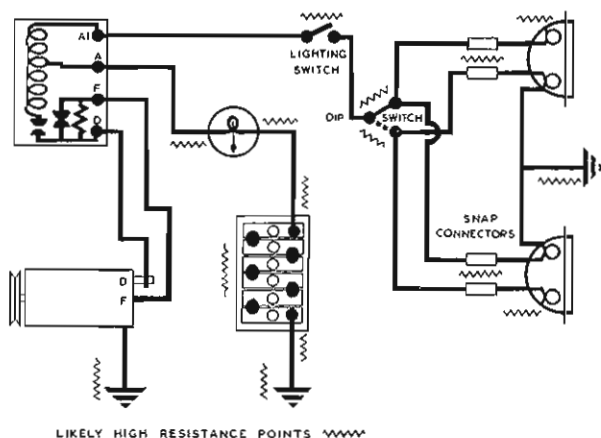 A1
A
F
D
LIGHTING
SWITCH
DIP
SWITCH
SNAP
CONNECTORS
D
F
LIKELY HIGH RESISTANCE POINTS